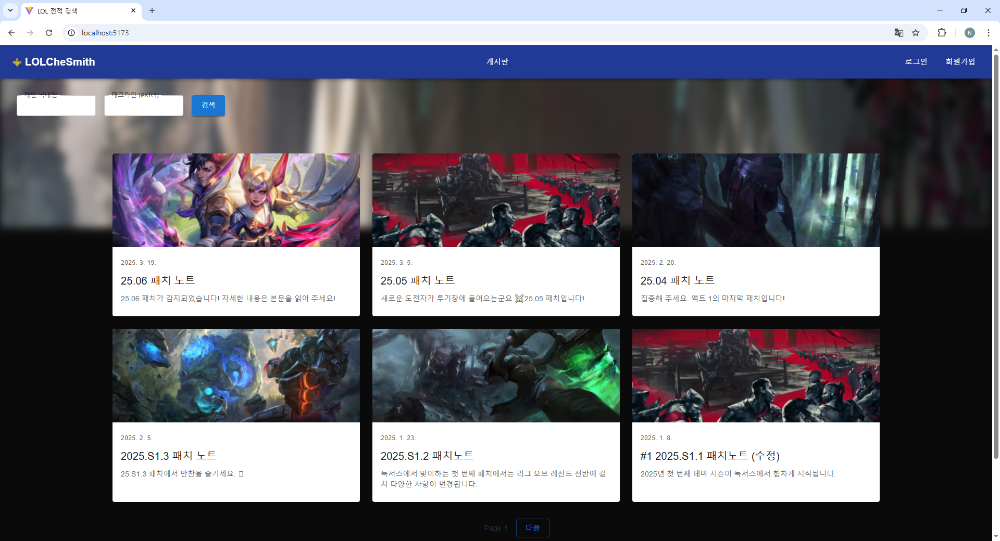 LOL 전적 검색
localhost:5173
N
LOLCheSmith
게시판
로그인
회원가입
게임 닉네임
태그라인 (#KR1)
검색
2025. 3. 19.
25.06 패치 노트
25.06 패치가 감지되었습니다! 자세한 내용은 본문을 읽어 주세요!
2025. 3. 5.
25.05 패치 노트
새로운 도전자가 투기장에 들어오는군요.⚔️25.05 패치입니다!
2025. 2. 20.
25.04 패치 노트
집중해 주세요. 액트 1의 마지막 패치입니다!
2025. 2. 5.
2025.S1.3 패치 노트
25.S1.3 패치에서 만찬을 즐기세요.
2025. 1. 23.
2025.S1.2 패치노트
녹서스에서 맞이하는 첫 번째 패치에서는 리그 오브 레전드 전반에 걸
쳐 다양한 사항이 변경됩니다.
2025. 1. 8.
#1 2025.S1.1 패치노트 (수정)
2025년 첫 번째 테마 시즌이 녹서스에서 힘차게 시작됩니다.
Page 1
다음